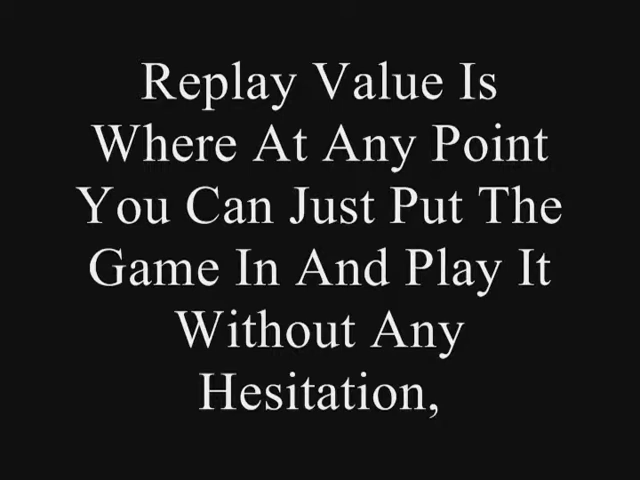 Replay Value Is
Where At Any Point
You Can Just Put The
Game In And Play It
Without Any
Hesitation,